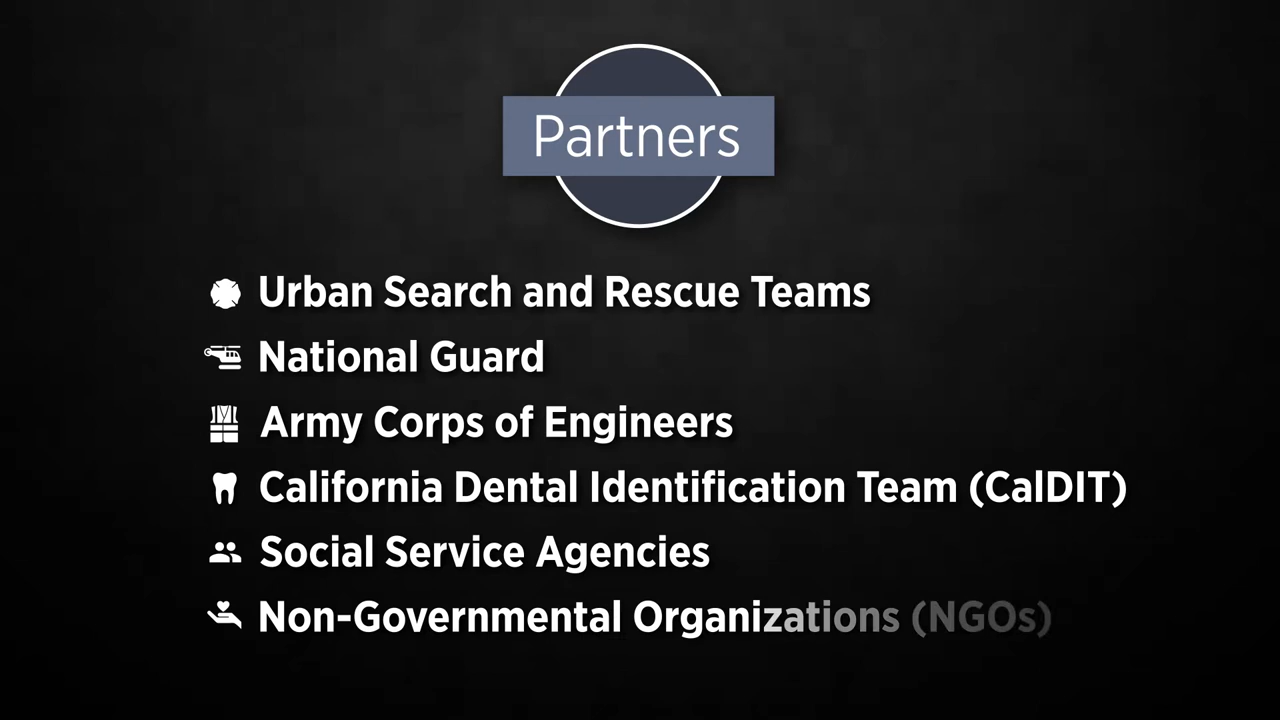 Partners
Urban Search and Rescue Teams
National Guard
Army Corps of Engineers
California Dental Identification Team (CalDIT)
Social Service Agencies
Non-Governmental Organizations (NGOs)